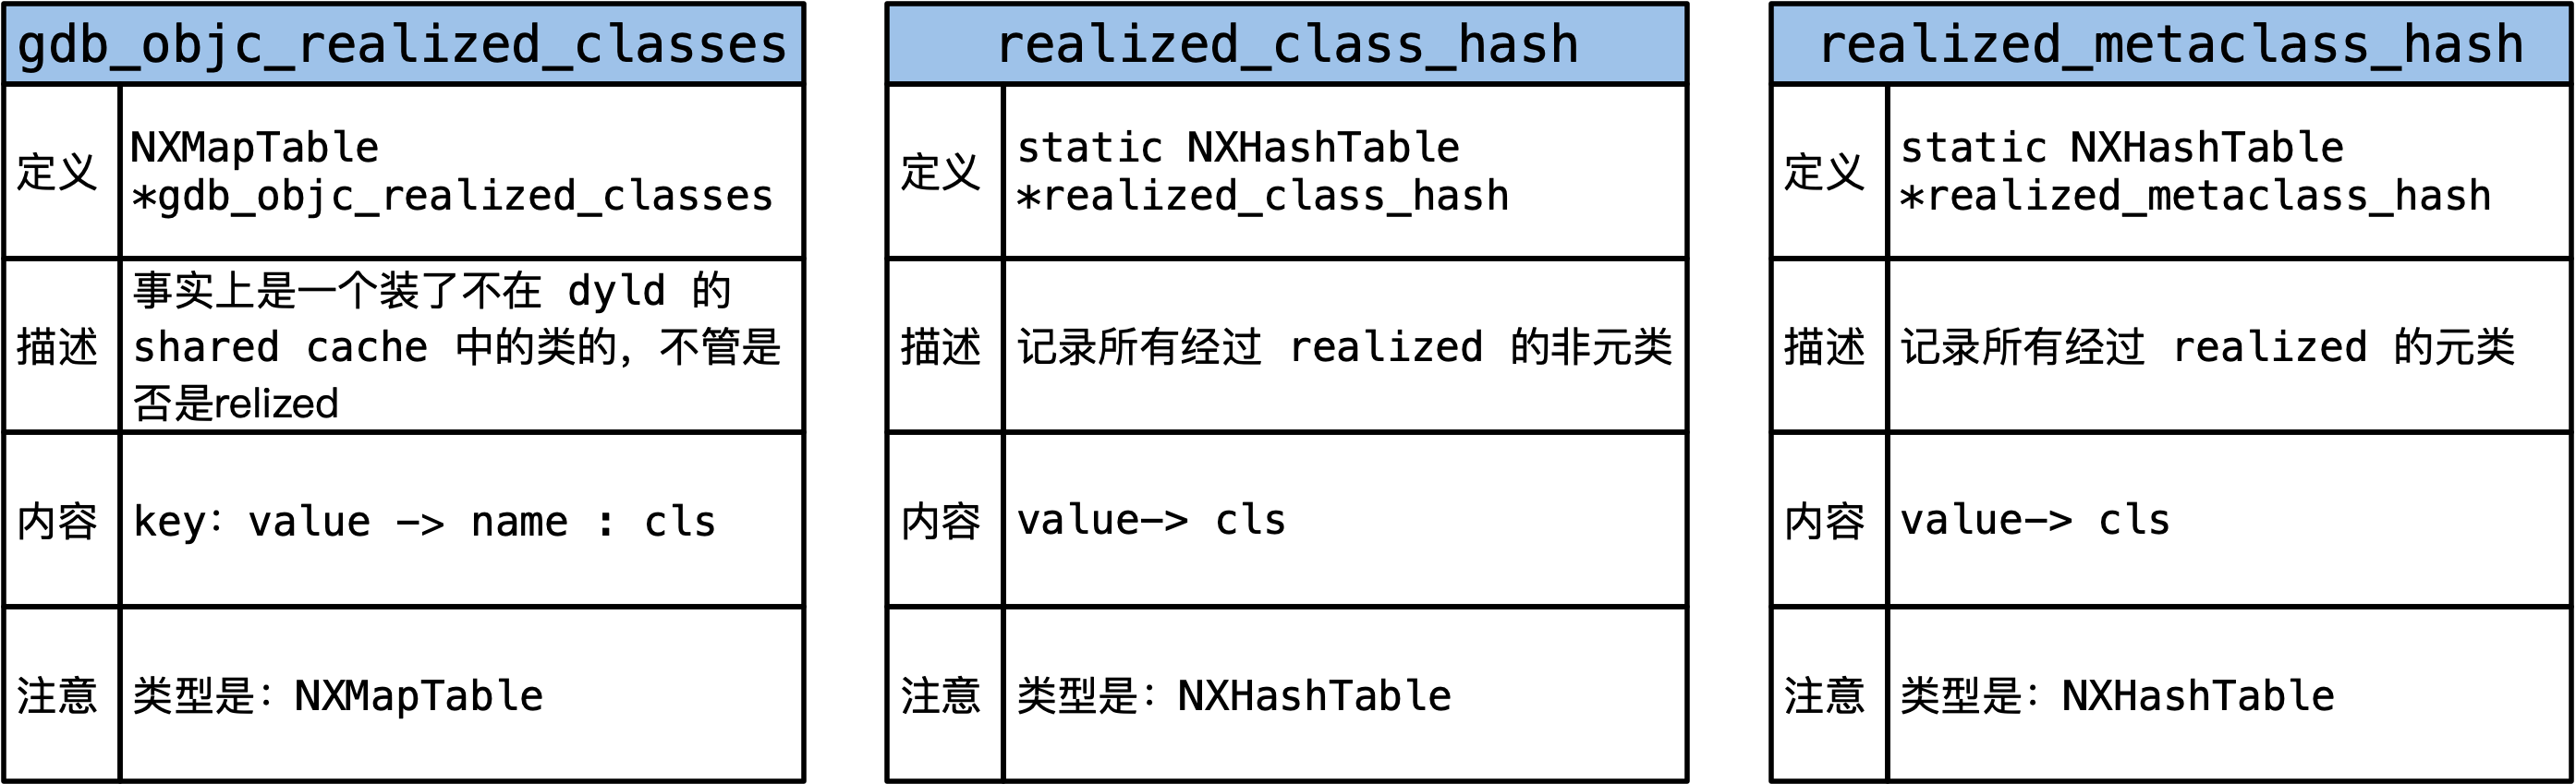 gdb_objc_realized_classes
定义
NXMapTable
*gdb_objc_realized_classes
描述
事实上是一个装了不在 dyld 的
shared cache 中的类的，不管是
否是relized
内容
key：value —> name : cls
注意
类型是：NXMapTable
realized_class_hash
定义
static NXHashTable
*realized_class_hash
描述
记录所有经过 realized 的非元类
内容
value—> cls
注意
类型是：NXHashTable
realized_metaclass_hash
定义
static NXHashTable
*realized_metaclass_hash
描述
记录所有经过 realized 的元类
内容
value—> cls
注意
类型是：NXHashTable